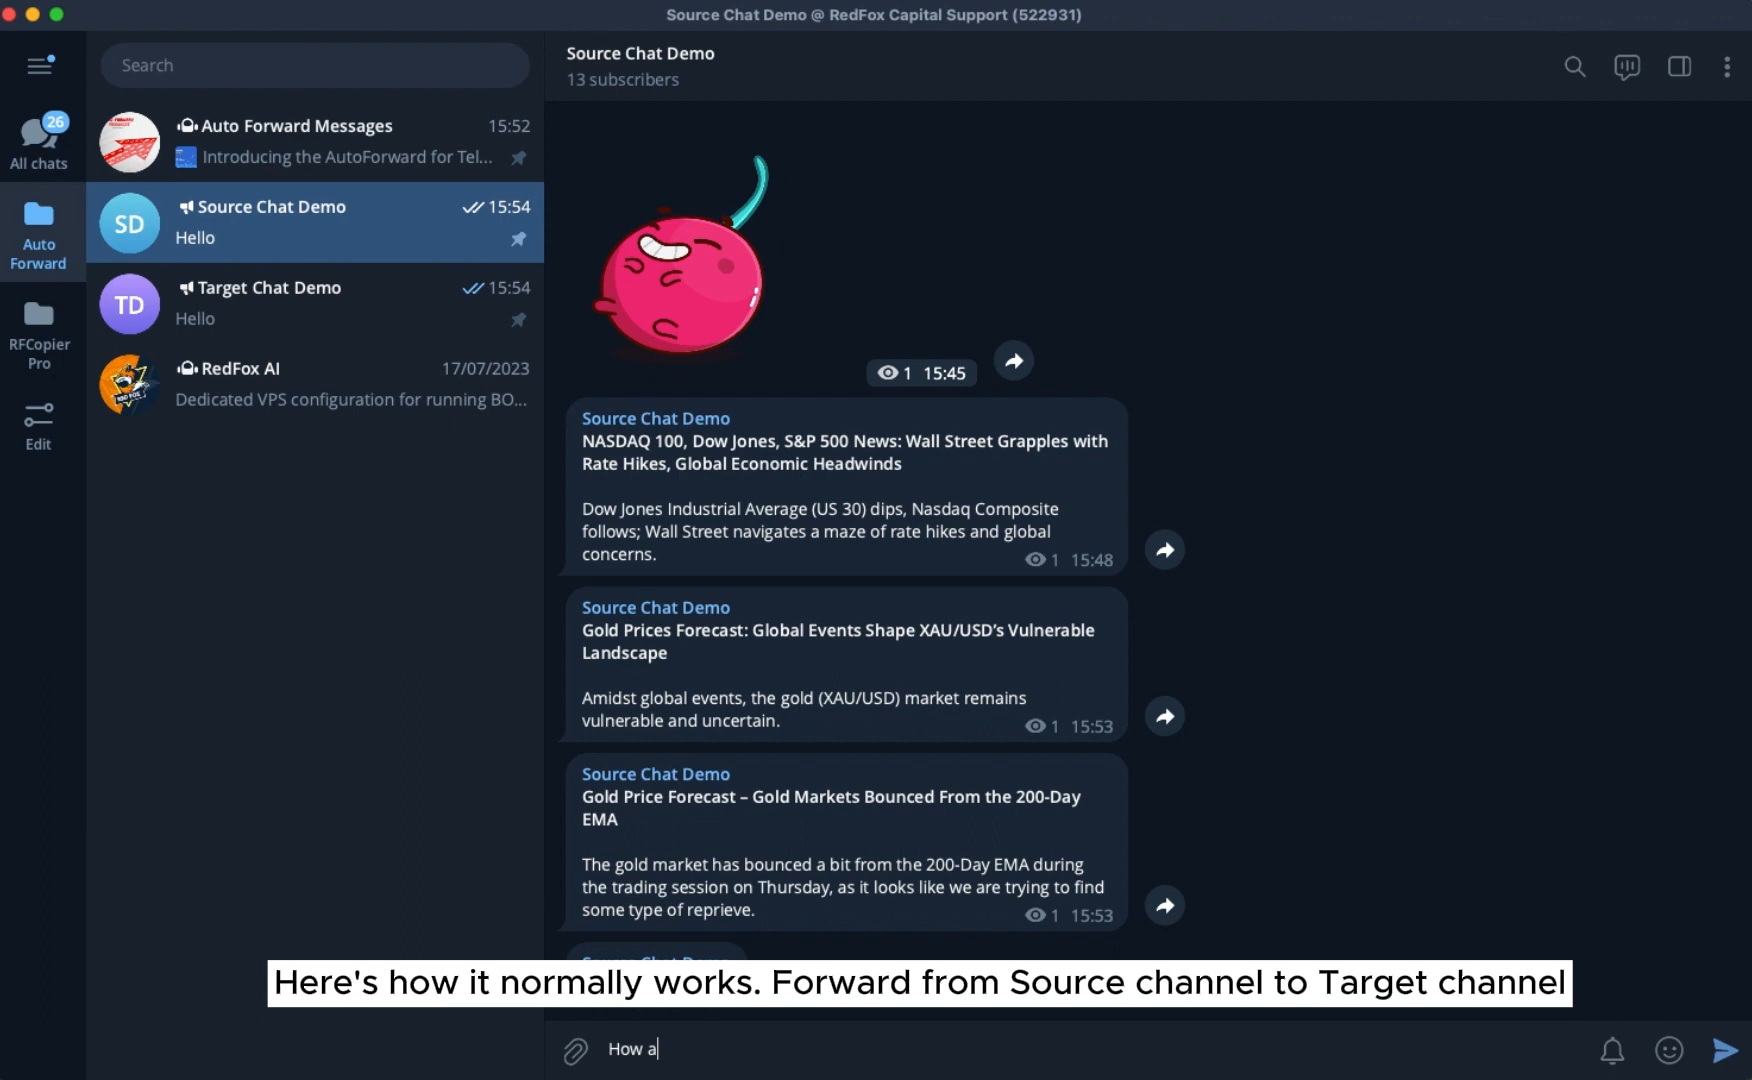 Source Chat Demo @ RedFox Capital Support (522931)
Search
26
All chats
Auto
Forward
RFCopier
Pro
Edit
Auto Forward Messages 15:52
Introducing the AutoForward for Tel...
SD
Source Chat Demo 15:54
Hello
TD
Target Chat Demo 15:54
Hello
RedFox AI 17/07/2023
Dedicated VPS configuration for running BO...
Source Chat Demo
13 subscribers
1 15:45
Source Chat Demo
NASDAQ 100, Dow Jones, S&P 500 News: Wall Street Grapples with
Rate Hikes, Global Economic Headwinds
Dow Jones Industrial Average (US 30) dips, Nasdaq Composite
follows; Wall Street navigates a maze of rate hikes and global
concerns.
1 15:48
Source Chat Demo
Gold Prices Forecast: Global Events Shape XAU/USD’s Vulnerable
Landscape
Amidst global events, the gold (XAU/USD) market remains
vulnerable and uncertain.
1 15:53
Source Chat Demo
Gold Price Forecast – Gold Markets Bounced From the 200-Day
EMA
The gold market has bounced a bit from the 200-Day EMA during
the trading session on Thursday, as it looks like we are trying to find
some type of reprieve.
1 15:53
Here's how it normally works. Forward from Source channel to Target channel
How a